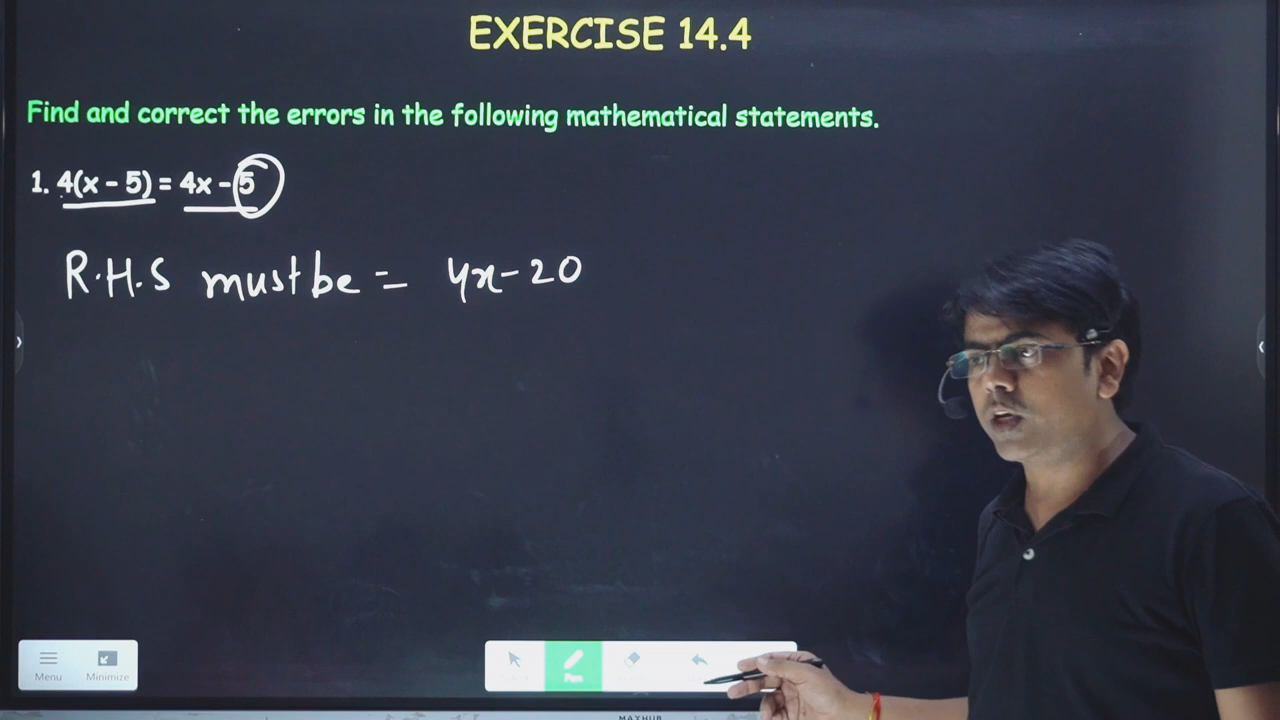 EXERCISE 14.4
Find and correct the errors in the following mathematical statements.
1. 4(x – 5) = 4x – 5
R.H.S must be = 4x - 20
Menu
Minimize
Pen
MAXHUB